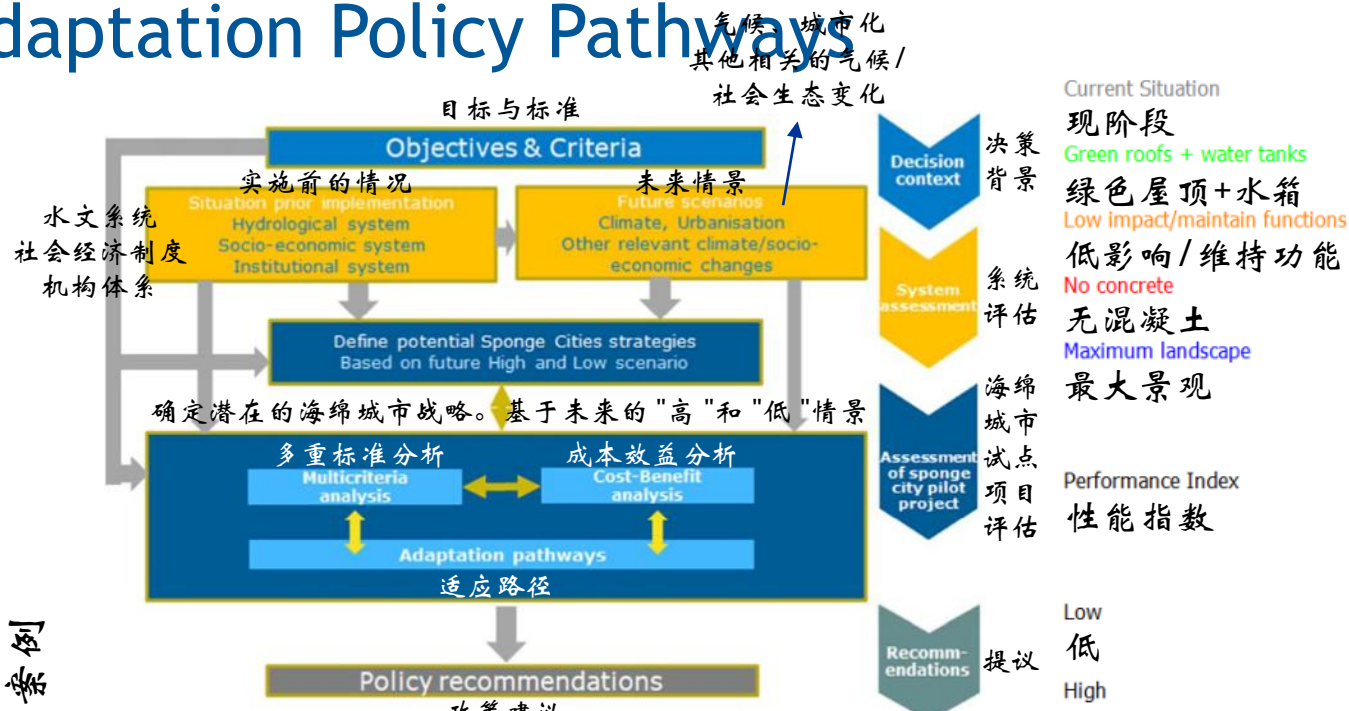 daptation Policy Pathways
气候、城市化
其他相关的气候/
社会生态变化
目标与标准
Objectives & Criteria
实施前的情况
Situation prior implementation
Hydrological system
Socio-economic system
Institutional system
水文系统
社会经济制度
机构体系
未来情景
Future scenarios
Climate, Urbanisation
Other relevant climate/socio-
economic changes
Define potential Sponge Cities strategies
Based on future High and Low scenario
确定潜在的海绵城市战略。基于未来的"高"和"低"情景
多重标准分析
Multicriteria
analysis
成本效益分析
Cost-Benefit
analysis
Adaptation pathways
适应路径
Policy recommendations
政策建议
案例
Decision
context
决策
背景
System
assessment
系统
评估
Assessment
of sponge
city pilot
project
海绵
城市
试点
项目
评估
Recomm-
endations
提议
Current Situation
现阶段
Green roofs + water tanks
绿色屋顶+水箱
Low impact/maintain functions
低影响/维持功能
No concrete
无混凝土
Maximum landscape
最大景观
Performance Index
性能指数
Low
低
High